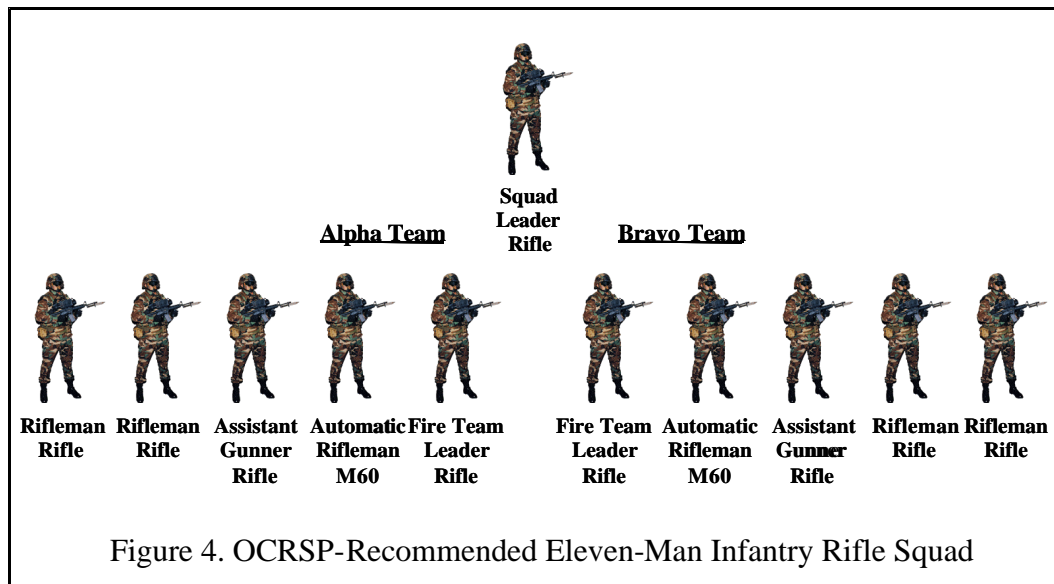 Squad
Leader
Rifle
Alpha Team
Bravo Team
Rifleman
Rifle
Rifleman
Rifle
Assistant
Gunner
Rifle
Automatic
Rifleman
M60
Fire Team
Leader
Rifle
Fire Team
Leader
Rifle
Automatic
Rifleman
M60
Assistant
Gunner
Rifle
Rifleman
Rifle
Rifleman
Rifle
Figure 4. OCRSP-Recommended Eleven-Man Infantry Rifle Squad